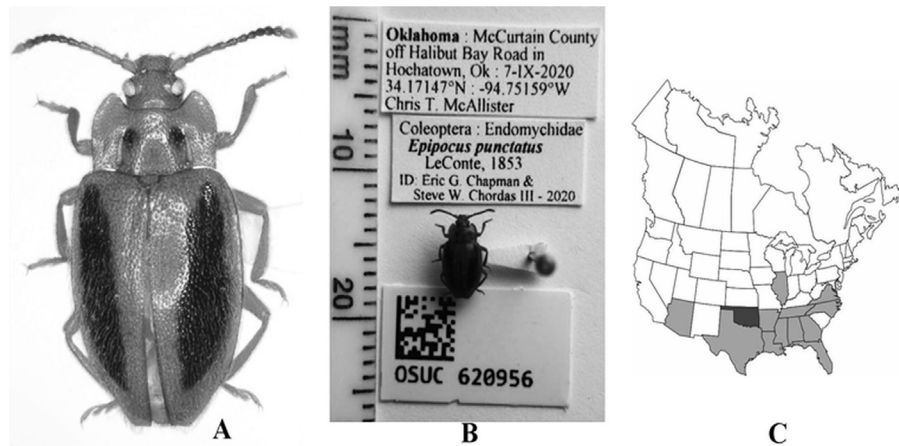 mm
10
20
Oklahoma : McCurtain County
off Halibut Bay Road in
Hochatown, Ok : 7-IX-2020
34.17147°N : -94.75159°W
Chris T. McAllister
Coleoptera : Endomychidae
Epipocus punctatus
LeConte, 1853
ID: Eric G. Chapman &
Steve W. Chordas III - 2020
OSUC 620956
A
B
C